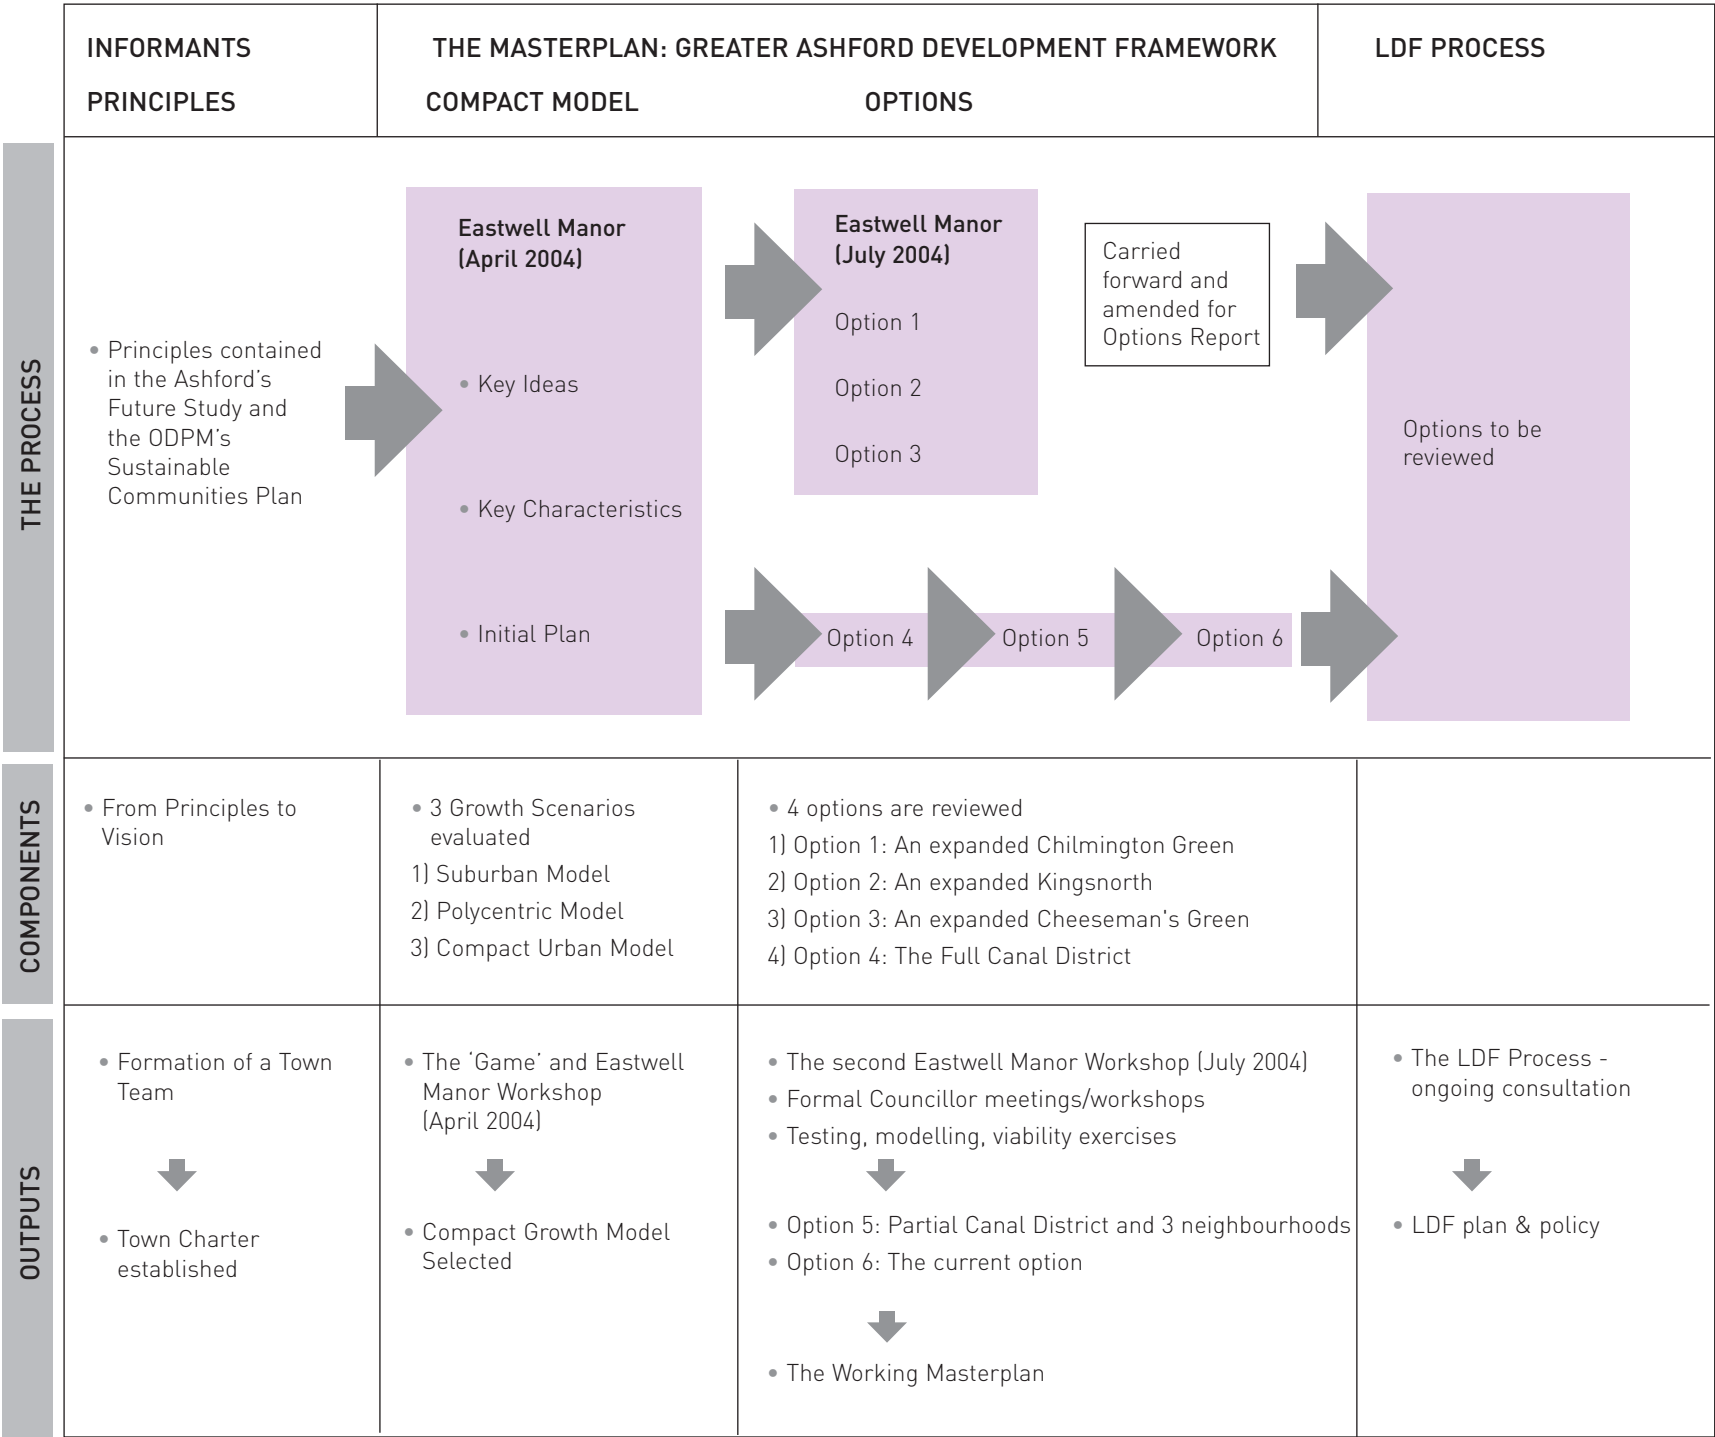 INFORMANTS
PRINCIPLES
THE MASTERPLAN: GREATER ASHFORD DEVELOPMENT FRAMEWORK
COMPACT MODEL
OPTIONS
LDF PROCESS
THE PROCESS
• Principles contained
in the Ashford’s
Future Study and
the ODPM’s
Sustainable
Communities Plan
Eastwell Manor
(April 2004)
• Key Ideas
• Key Characteristics
• Initial Plan
Eastwell Manor
(July 2004)
Option 1
Option 2
Option 3
Carried
forward and
amended for
Options Report
Option 4
Option 5
Option 6
Options to be
reviewed
COMPONENTS
• From Principles to
Vision
• 3 Growth Scenarios
evaluated
1) Suburban Model
2) Polycentric Model
3) Compact Urban Model
• 4 options are reviewed
1) Option 1: An expanded Chilmington Green
2) Option 2: An expanded Kingsnorth
3) Option 3: An expanded Cheeseman's Green
4) Option 4: The Full Canal District
OUTPUTS
• Formation of a Town
Team
• Town Charter
established
• The ‘Game’ and Eastwell
Manor Workshop
(April 2004)
• Compact Growth Model
Selected
• The second Eastwell Manor Workshop (July 2004)
• Formal Councillor meetings/workshops
• Testing, modelling, viability exercises
• Option 5: Partial Canal District and 3 neighbourhoods
• Option 6: The current option
• The Working Masterplan
• The LDF Process -
ongoing consultation
• LDF plan & policy